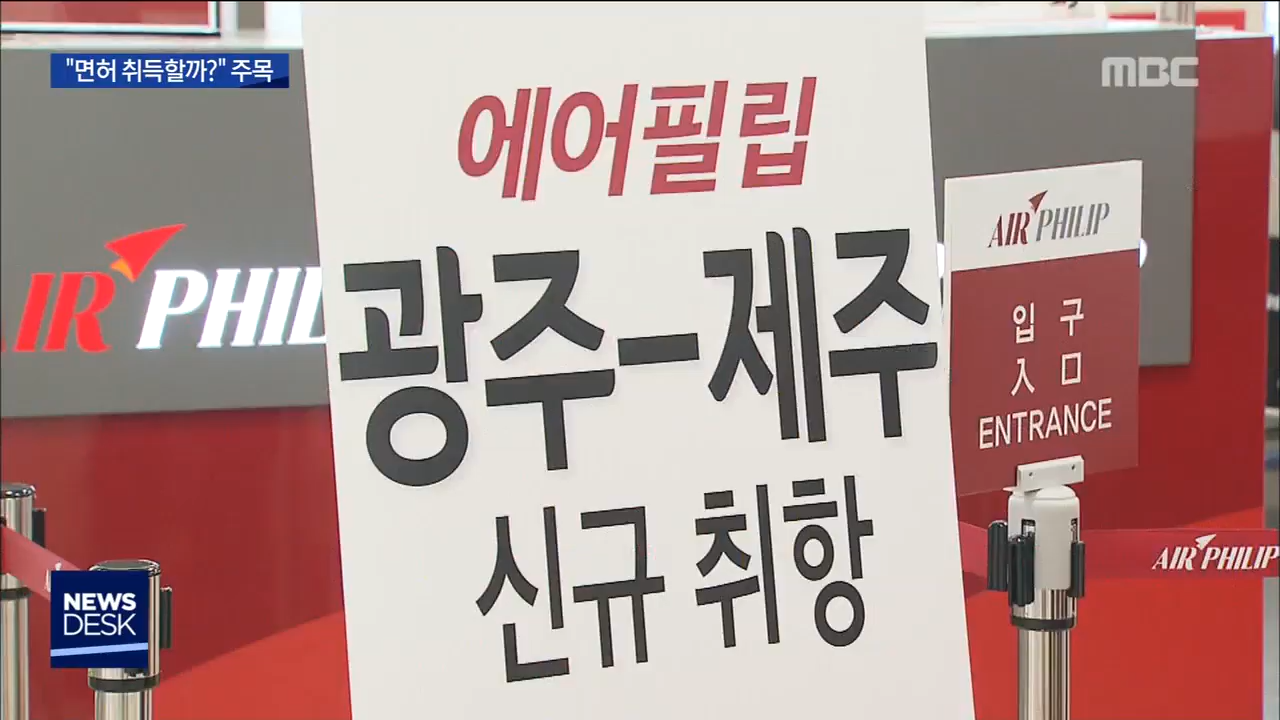 "면허 취득할까?" 주목
MBC
에어필립
광주-제주
신규 취항
AIR PHIL
AIR PHILIP
입 구
入 口
ENTRANCE
AIR PHILIP
NEWS
DESK